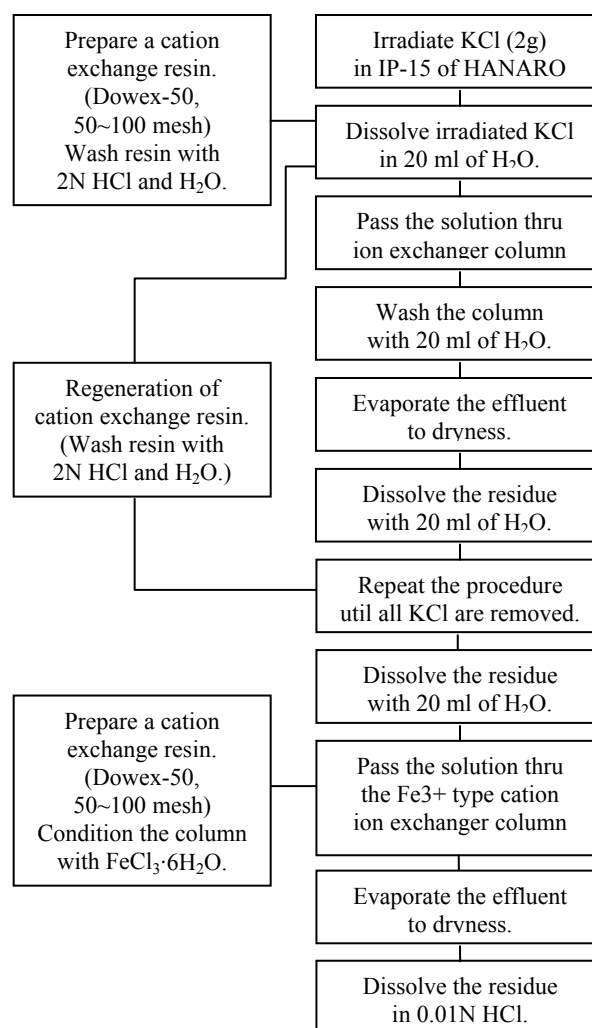 Prepare a cation
exchange resin.
(Dowex-50,
50~100 mesh)
Wash resin with
2N HCl and H₂O.
Irradiate KCl (2g)
in IP-15 of HANARO
Dissolve irradiated KCl
in 20 ml of H₂O.
Pass the solution thru
ion exchanger column
Wash the column
with 20 ml of H₂O.
Regeneration of
cation exchange resin.
(Wash resin with
2N HCl and H₂O.)
Evaporate the effluent
to dryness.
Dissolve the residue
with 20 ml of H₂O.
Repeat the procedure
util all KCl are removed.
Dissolve the residue
with 20 ml of H₂O.
Prepare a cation
exchange resin.
(Dowex-50,
50~100 mesh)
Condition the column
with FeCl₃·6H₂O.
Pass the solution thru
the Fe3+ type cation
ion exchanger column
Evaporate the effluent
to dryness.
Dissolve the residue
in 0.01N HCl.